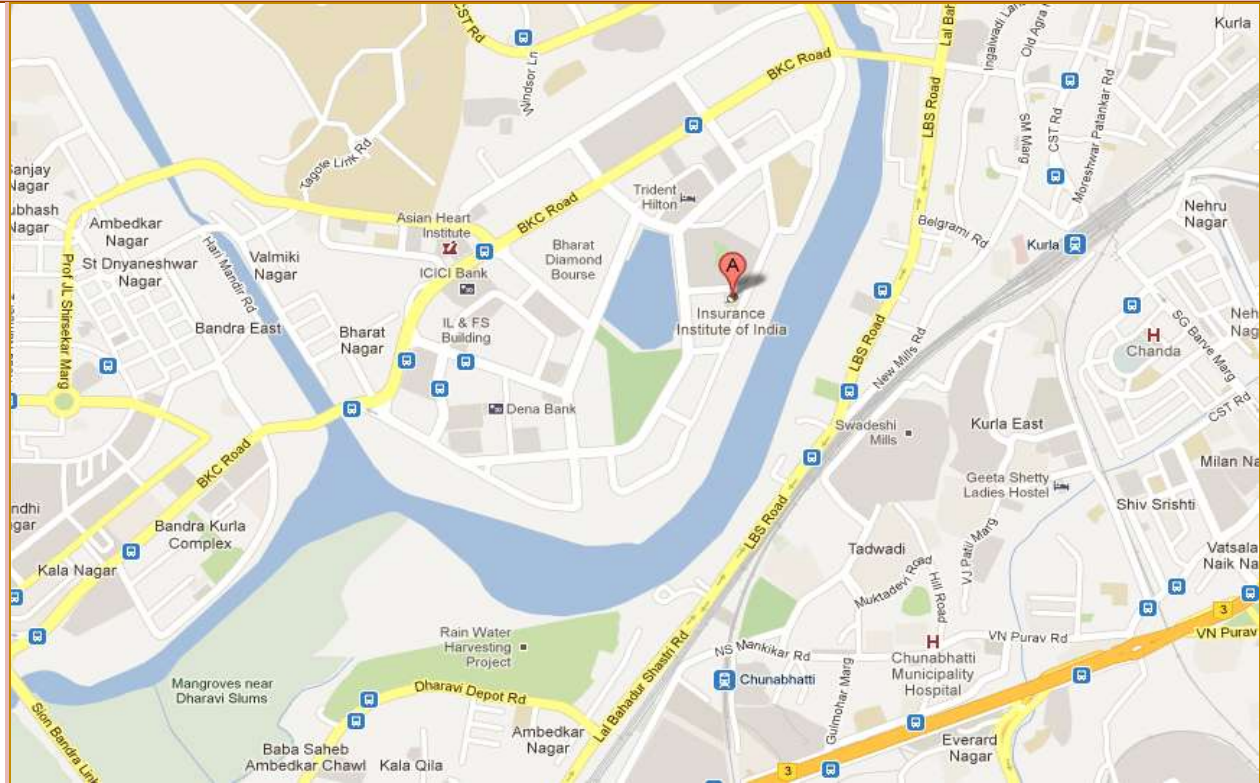 CST Rd
Windsor Ln
BKC Road
Lal Bah
Ingalwadi Lan
Old Agra
Kurla
LBS Road
SM Marg
CST Rd
Moreshwar Patankar Rd
Sanjay
Nagar
ubhash
Nagar
Tagore Link Rd
Trident
Hilton
Asian Heart
Institute
BKC Road
Belgrami Rd
Kurla
Nehru
Nagar
Ambedkar
Nagar
St Dnyaneshwar
Nagar
Hari Mandir Rd
Valmiki
Nagar
Bharat
Diamond
Bourse
ICICI Bank
A
Insurance
Institute of India
Prof JL Shirsekar Marg
Bandra East
Bharat
Nagar
IL & FS
Building
LBS Road
New Mills Rd
SG Barve Marg
Neh
Nag
H
Chanda
Dena Bank
Swadeshi
Mills
Kurla East
CST Rd
BKC Road
Geeta Shetty
Ladies Hostel
Milan Na
Shiv Srishti
ndhi
gar
Bandra Kurla
Complex
LBS Road
Tadwadi
VJ Patil Marg
Vatsala
Naik Na
Kala Nagar
Muktadevi Road
Hill Road
3
VN Purav
Rain Water
Harvesting
Project
NS Mankikar Rd
H
VN Purav Rd
Chunabhatti
Municipality
Hospital
Mangroves near
Dharavi Slums
Dharavi Depot Rd
Lal Bahadur Shastri Rd
Chunabhatti
Gulmohar Marg
Sion Bandra Link
Baba Saheb
Ambedkar Chawl
Kala Qila
Ambedkar
Nagar
Everard
Nagar
3